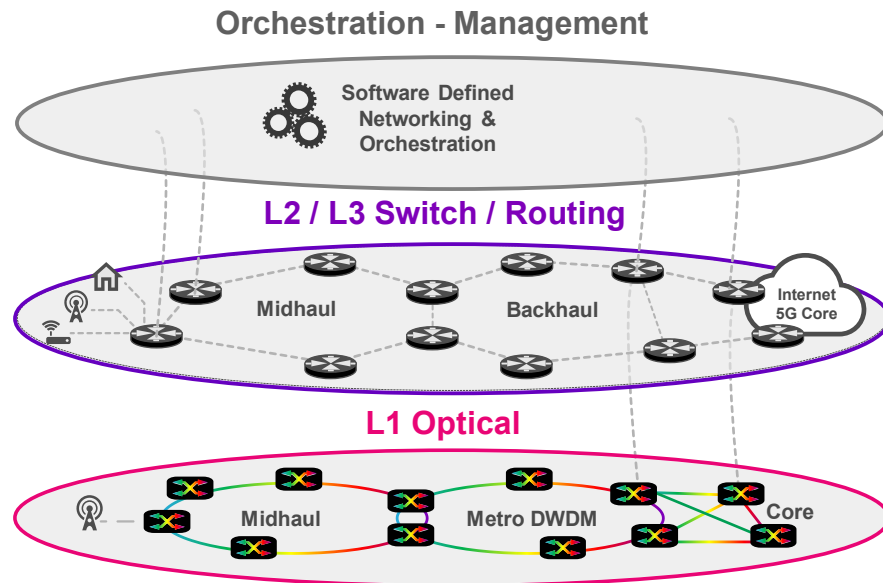 Orchestration - Management
Software Defined
Networking &
Orchestration
L2 / L3 Switch / Routing
Midhaul
Backhaul
Internet
5G Core
L1 Optical
Midhaul
Metro DWDM
Core